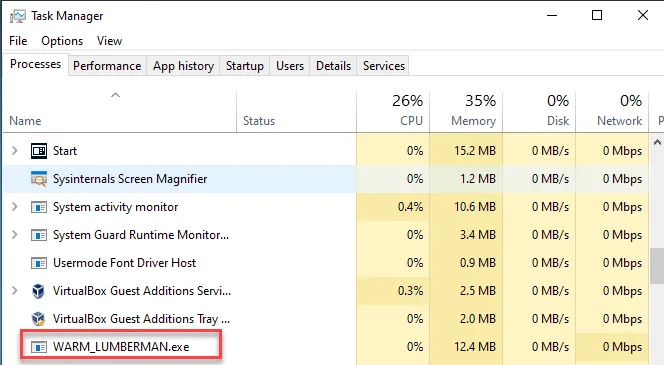 Task Manager
File Options View
Processes Performance App history Startup Users Details Services
26% 35% 0% 0%
Name Status CPU Memory Disk Network P
Start 0% 15.2 MB 0 MB/s 0 Mbps
Sysinternals Screen Magnifier 0% 1.2 MB 0 MB/s 0 Mbps
System activity monitor 0.4% 10.6 MB 0 MB/s 0 Mbps
System Guard Runtime Monitor... 0% 3.4 MB 0 MB/s 0 Mbps
Usermode Font Driver Host 0% 0.9 MB 0 MB/s 0 Mbps
VirtualBox Guest Additions Servi... 0.3% 2.5 MB 0 MB/s 0 Mbps
VirtualBox Guest Additions Tray ... 0% 2.0 MB 0 MB/s 0 Mbps
WARM_LUMBERMAN.exe 0% 12.4 MB 0 MB/s 0 Mbps